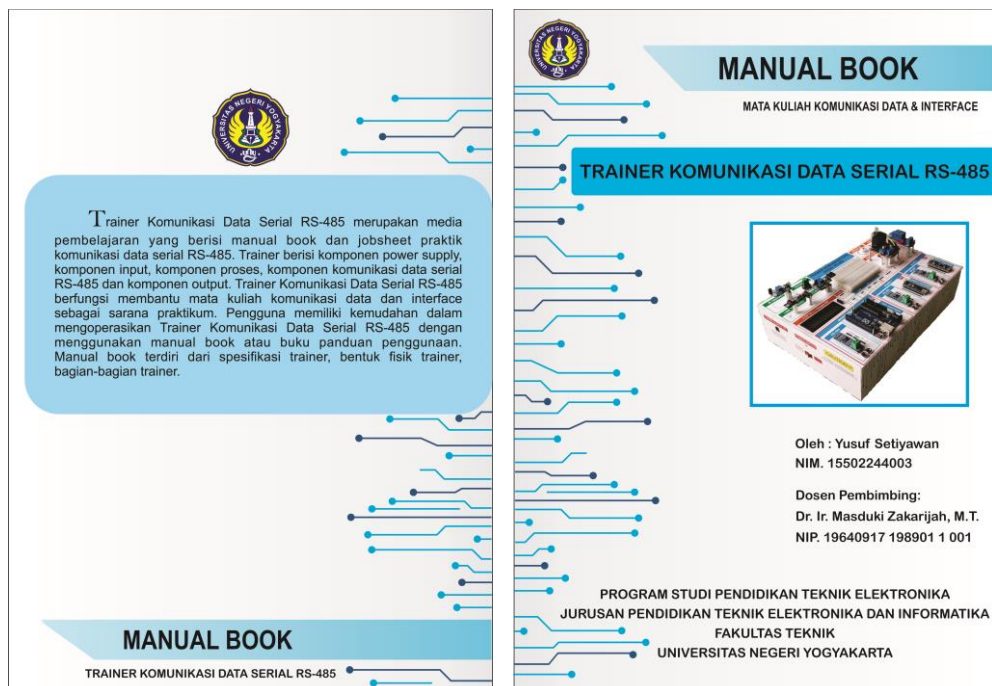 UNIVERSITAS NEGERI YOGYAKARTA
Trainer Komunikasi Data Serial RS-485 merupakan media
pembelajaran yang berisi manual book dan jobsheet praktik
komunikasi data serial RS-485. Trainer berisi komponen power supply,
komponen input, komponen proses, komponen komunikasi data serial
RS-485 dan komponen output. Trainer Komunikasi Data Serial RS-485
berfungsi membantu mata kuliah komunikasi data dan interface
sebagai sarana praktikum. Pengguna memiliki kemudahan dalam
mengoperasikan Trainer Komunikasi Data Serial RS-485 dengan
menggunakan manual book atau buku panduan penggunaan.
Manual book terdiri dari spesifikasi trainer, bentuk fisik trainer,
bagian-bagian trainer.
MANUAL BOOK
TRAINER KOMUNIKASI DATA SERIAL RS-485
UNIVERSITAS NEGERI YOGYAKARTA
MANUAL BOOK
MATA KULIAH KOMUNIKASI DATA & INTERFACE
TRAINER KOMUNIKASI DATA SERIAL RS-485
Oleh : Yusuf Setiyawan
NIM. 15502244003
Dosen Pembimbing:
Dr. Ir. Masduki Zakarijah, M.T.
NIP. 19640917 198901 1 001
PROGRAM STUDI PENDIDIKAN TEKNIK ELEKTRONIKA
JURUSAN PENDIDIKAN TEKNIK ELEKTRONIKA DAN INFORMATIKA
FAKULTAS TEKNIK
UNIVERSITAS NEGERI YOGYAKARTA